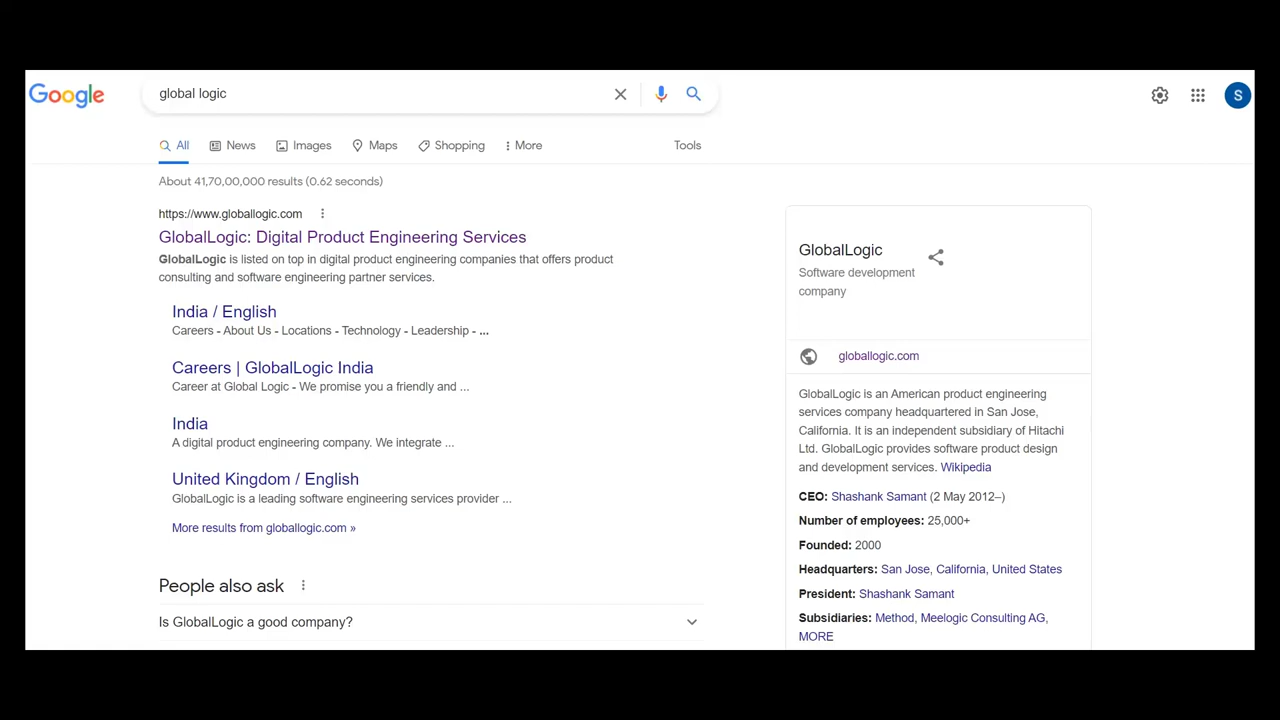 Google
global logic
S
All News Images Maps Shopping More Tools
About 41,70,00,000 results (0.62 seconds)
https://www.globallogic.com
GlobalLogic: Digital Product Engineering Services
GlobalLogic is listed on top in digital product engineering companies that offers product
consulting and software engineering partner services.
India / English
Careers - About Us - Locations - Technology - Leadership - ...
Careers | GlobalLogic India
Career at Global Logic - We promise you a friendly and ...
India
A digital product engineering company. We integrate ...
United Kingdom / English
GlobalLogic is a leading software engineering services provider ...
More results from globallogic.com »
People also ask
Is GlobalLogic a good company?
GlobalLogic
Software development
company
globallogic.com
GlobalLogic is an American product engineering
services company headquartered in San Jose,
California. It is an independent subsidiary of Hitachi
Ltd. GlobalLogic provides software product design
and development services. Wikipedia
CEO: Shashank Samant (2 May 2012–)
Number of employees: 25,000+
Founded: 2000
Headquarters: San Jose, California, United States
President: Shashank Samant
Subsidiaries: Method, Meelogic Consulting AG,
MORE